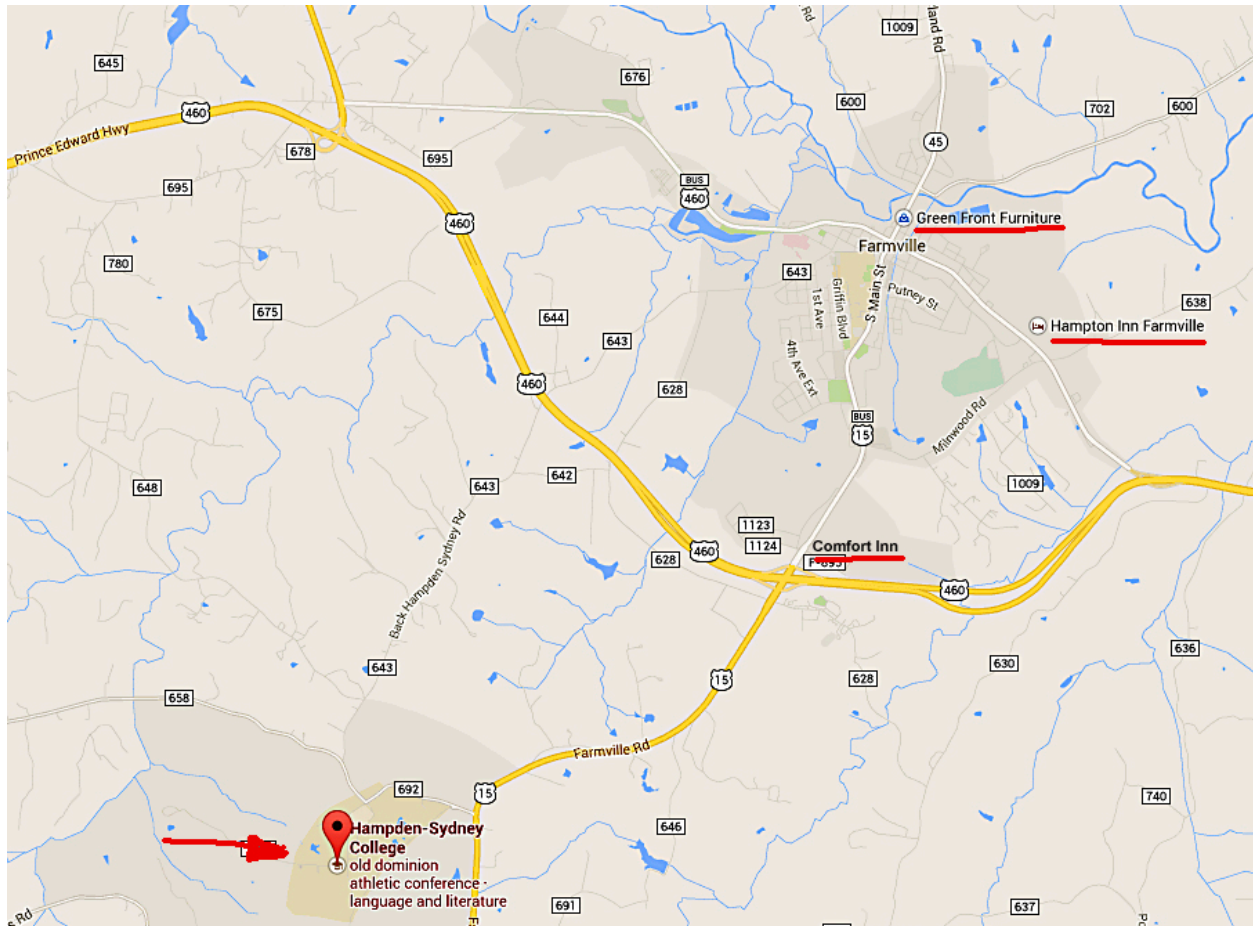 1009
land Rd
Rd
645
676
460
600
702
600
Prince Edward Hwy
678
695
45
BUS
460
695
460
Green Front Furniture
Farmville
780
643
S Main St
Putney St
675
1st Ave
Griffin Blvd
638
644
Hampton Inn Farmville
643
460
4th Ave Ext
628
BUS
15
Milnwood Rd
642
648
643
1009
1123
1124
Comfort Inn
628
460
460
Back Hampden Sydney Rd
636
643
630
15
628
658
Farmville Rd
692
15
740
Hampden-Sydney
College
646
old dominion
athletic conference -
language and literature
691
637
s Rd